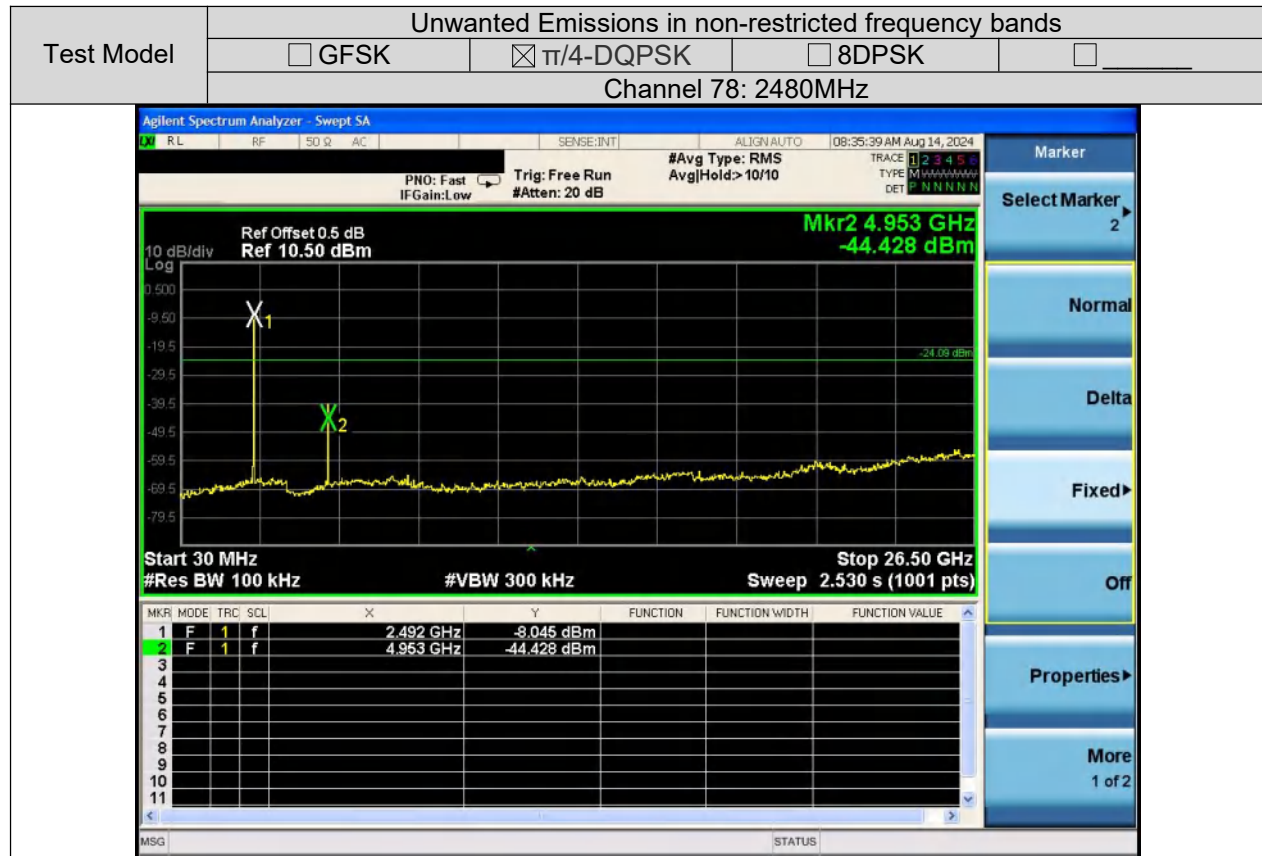 Unwanted Emissions in non-restricted frequency bands
Test Model
☐ GFSK ☒ π/4-DQPSK ☐ 8DPSK ☐ ______
Channel 78: 2480MHz
Agilent Spectrum Analyzer - Swept SA
LXI RL RF 50 Ω AC SENSE:INT ALIGN AUTO 08:35:39 AM Aug 14, 2024
#Avg Type: RMS TRACE 1 2 3 4 5 6
PNO: Fast Trig: Free Run Avg|Hold:>10/10 TYPE M W W W W W
IFGain:Low #Atten: 20 dB DET P N N N N N
Marker
Select Marker
2
Normal
Delta
Fixed
Off
Properties
More
1 of 2
Mkr2 4.953 GHz
-44.428 dBm
Ref Offset 0.5 dB
10 dB/div Ref 10.50 dBm
Log
0.500
-9.50
-19.5
-29.5
-39.5
-49.5
-59.5
-69.5
-79.5
1
2
-24.09 dBm
Start 30 MHz Stop 26.50 GHz
#Res BW 100 kHz #VBW 300 kHz Sweep 2.530 s (1001 pts)
MKR MODE TRC SCL X Y FUNCTION FUNCTION WIDTH FUNCTION VALUE
1 F 1 f 2.492 GHz -8.045 dBm
2 F 1 f 4.953 GHz -44.428 dBm
3
4
5
6
7
8
9
10
11
MSG STATUS